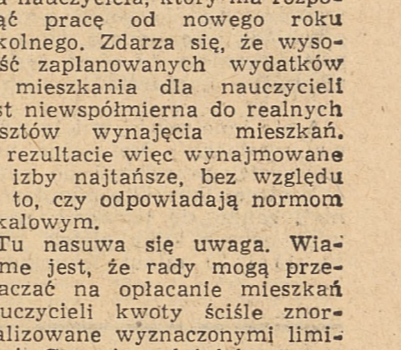 nauczyciela, który ma rozpo-
ąć pracę od nowego roku
kolnego. Zdarza się, że wyso-
ść zaplanowanych wydatków
mieszkania dla nauczycieli
st niewspółmierna do realnych
sztów wynajęcia mieszkań.
rezultacie więc wynajmowane
izby najtańsze, bez względu
to, czy odpowiadają normom
kalowym.
Tu nasuwa się uwaga. Wia-
me jest, że rady mogą prze-
aczać na opłacanie mieszkań
uczycieli kwoty ściśle znor-
alizowane wyznaczonymi limi-